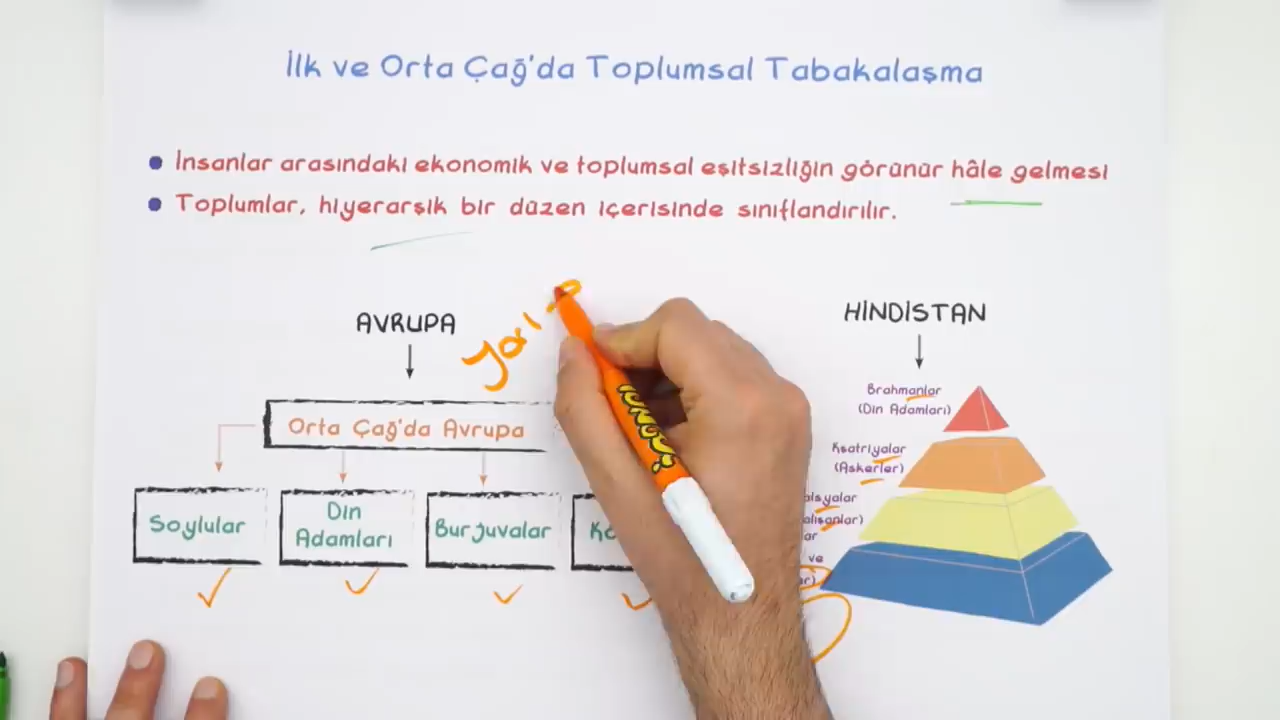 İlk ve Orta Çağ'da Toplumsal Tabakalaşma
İnsanlar arasındaki ekonomik ve toplumsal eşitsizliğin görünür hâle gelmesi
Toplumlar, hiyerarşik bir düzen içerisinde sınıflandırılır.
AVRUPA
Orta Çağ'da Avrupa
Soylular
Din
Adamları
Burjuvalar
HİNDİSTAN
Brahmanlar
(Din Adamları)
Ksatriyalar
(Askerler)
ve